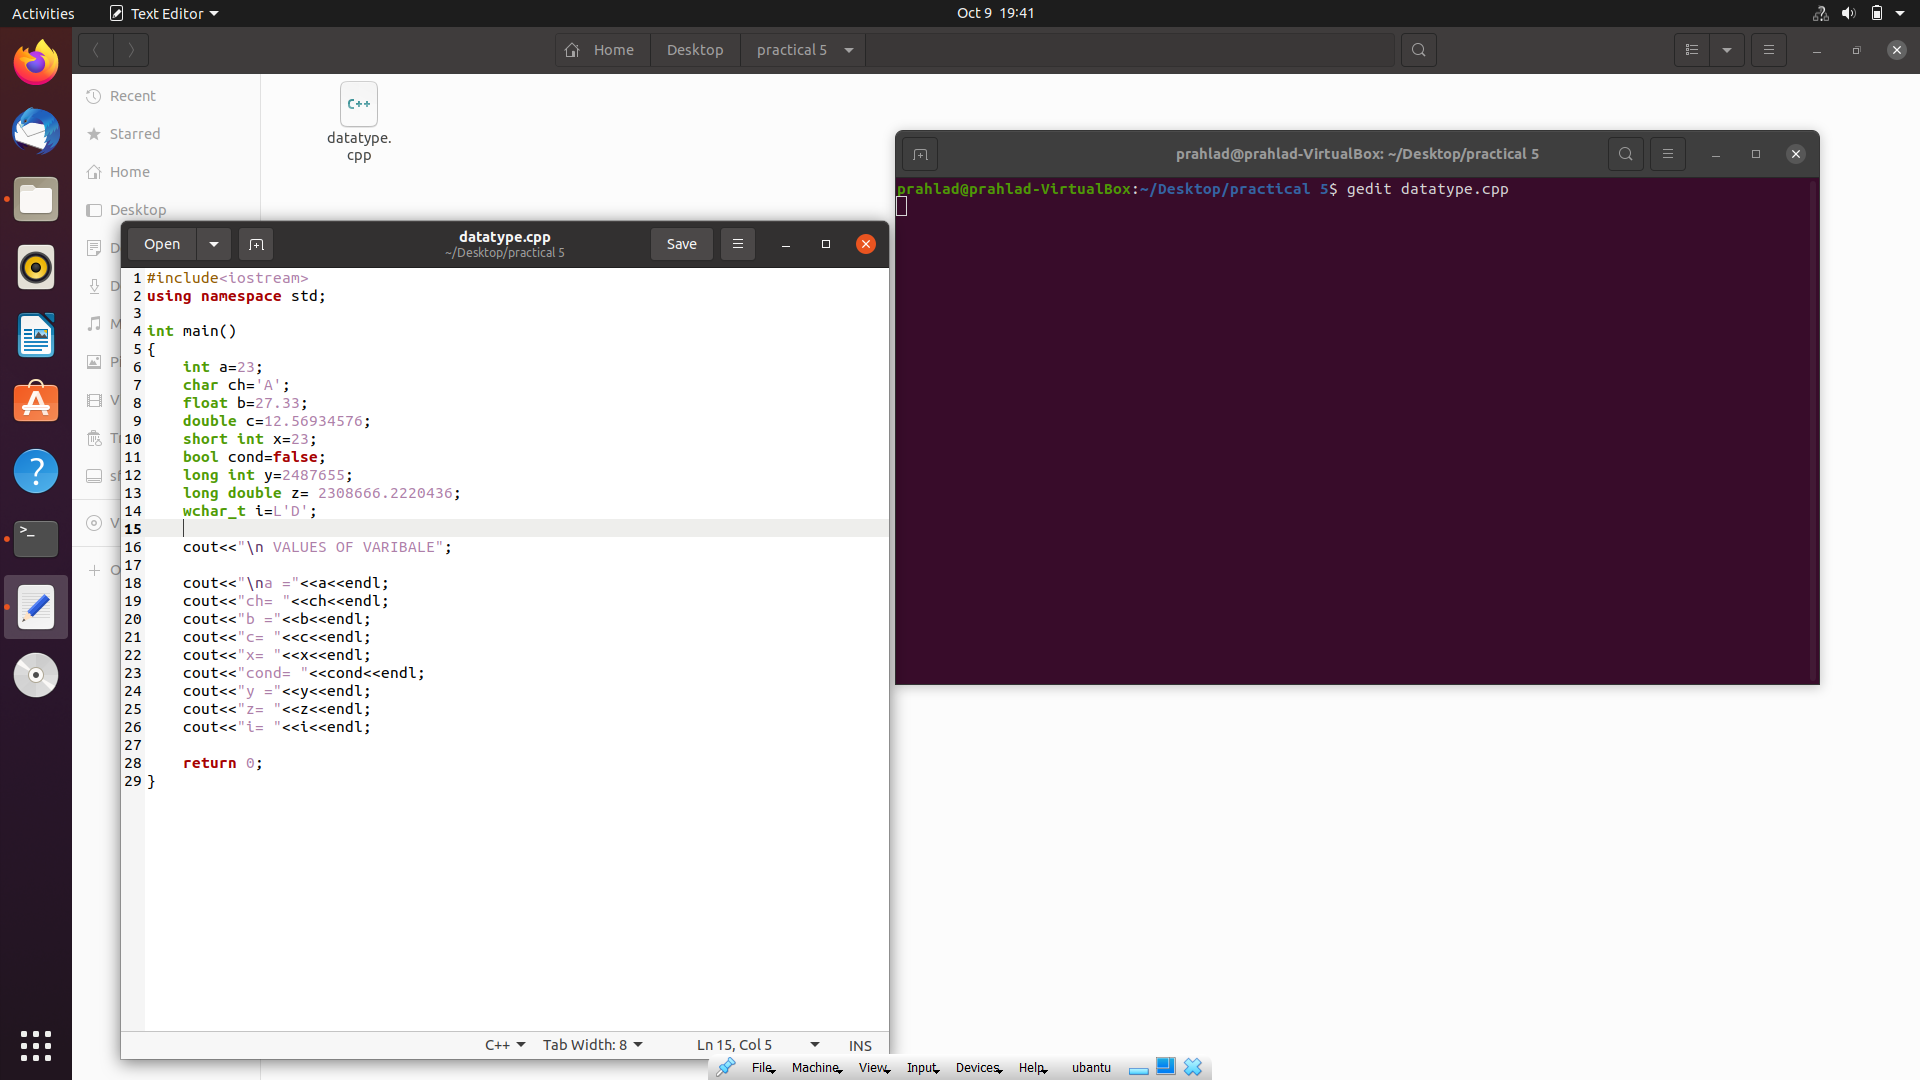 Activities
Text Editor
Oct 9 19:41
Home
Desktop
practical 5
Recent
Starred
Home
Desktop
C++
datatype.
cpp
prahlad@prahlad-VirtualBox: ~/Desktop/practical 5
prahlad@prahlad-VirtualBox:~/Desktop/practical 5$ gedit datatype.cpp
Open
datatype.cpp
~/Desktop/practical 5
Save
1 #include<iostream>
2 using namespace std;
3
4 int main()
5 {
6 int a=23;
7 char ch='A';
8 float b=27.33;
9 double c=12.56934576;
10 short int x=23;
11 bool cond=false;
12 long int y=2487655;
13 long double z= 2308666.2220436;
14 wchar_t i=L'D';
15
16 cout<<"\n VALUES OF VARIBALE";
17
18 cout<<"\na ="<<a<<endl;
19 cout<<"ch= "<<ch<<endl;
20 cout<<"b ="<<b<<endl;
21 cout<<"c= "<<c<<endl;
22 cout<<"x= "<<x<<endl;
23 cout<<"cond= "<<cond<<endl;
24 cout<<"y ="<<y<<endl;
25 cout<<"z= "<<z<<endl;
26 cout<<"i= "<<i<<endl;
27
28 return 0;
29 }
C++
Tab Width: 8
Ln 15, Col 5
INS
File
Machine
View
Input
Devices
Help
ubantu